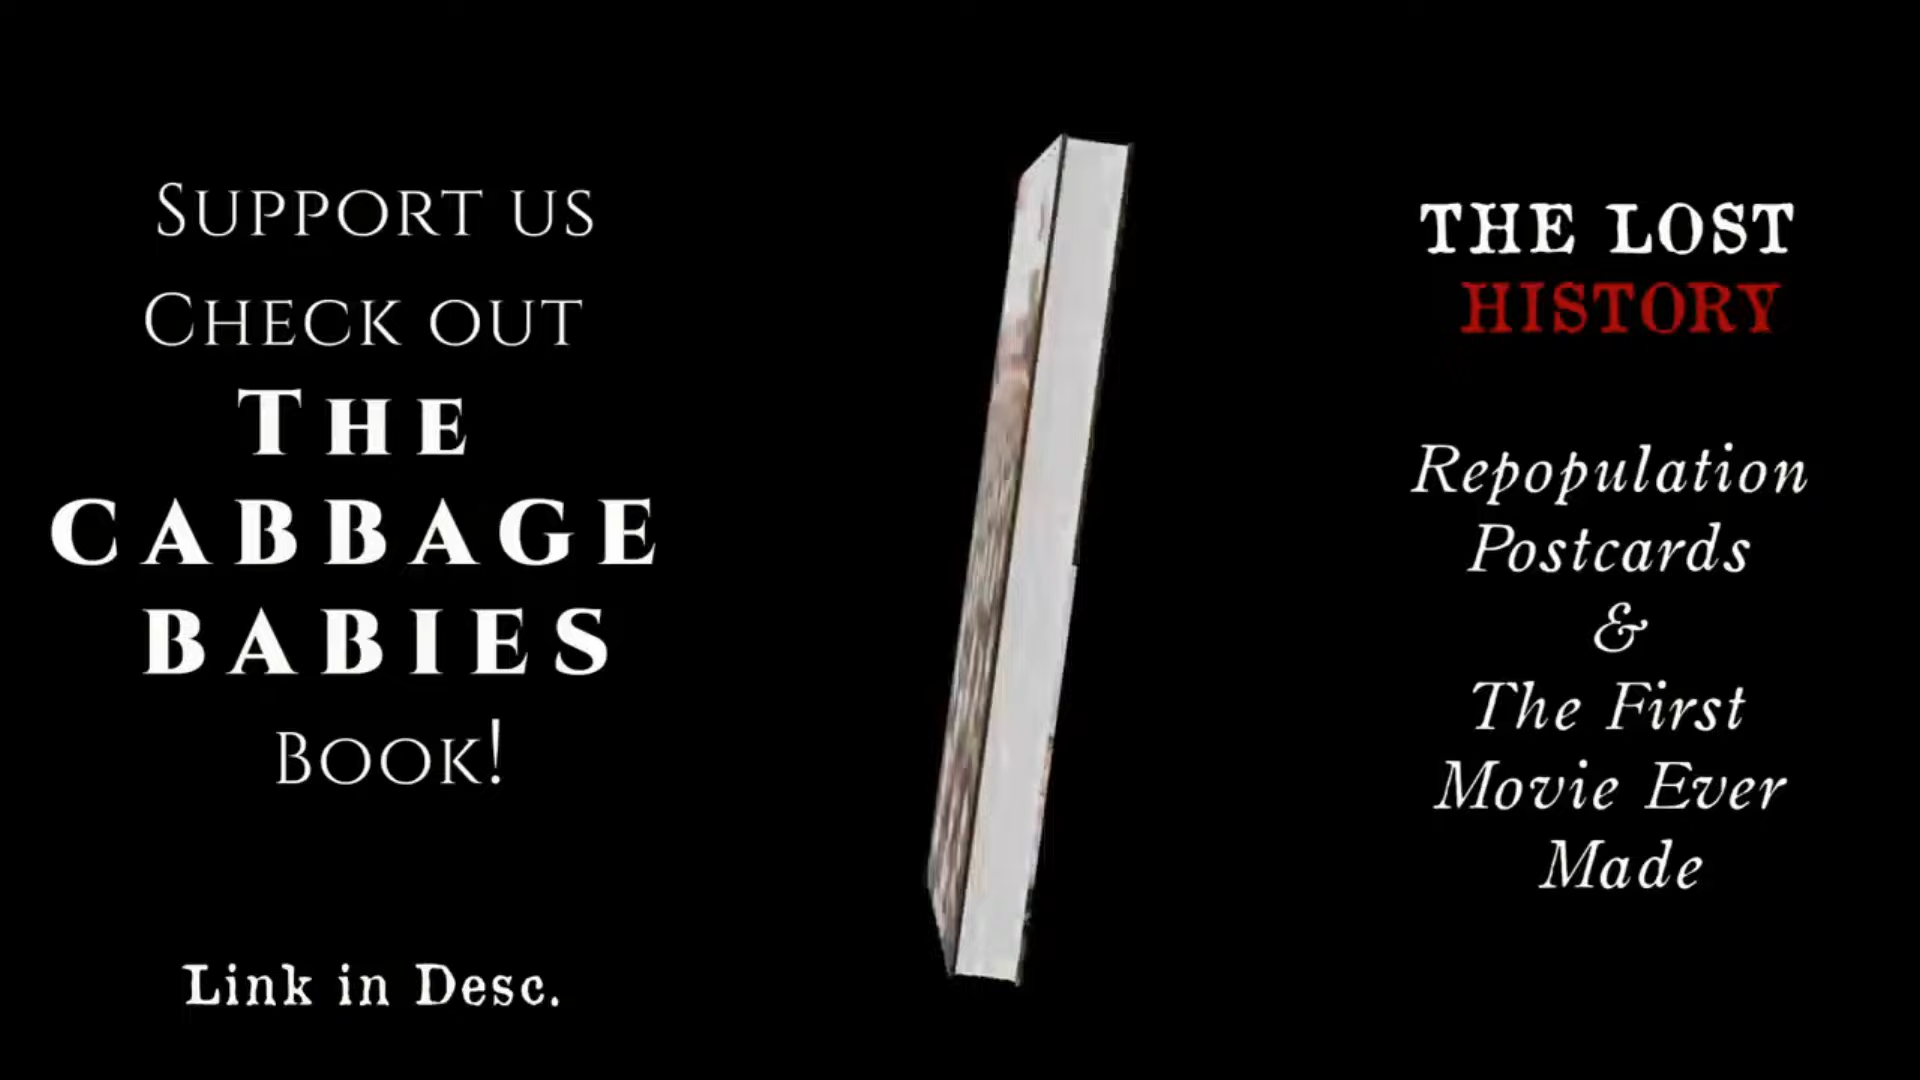 Support us
Check out
The
Cabbage
Babies
Book!
Link in Desc.
THE LOST
HISTORY
Repopulation
Postcards
&
The First
Movie Ever
Made